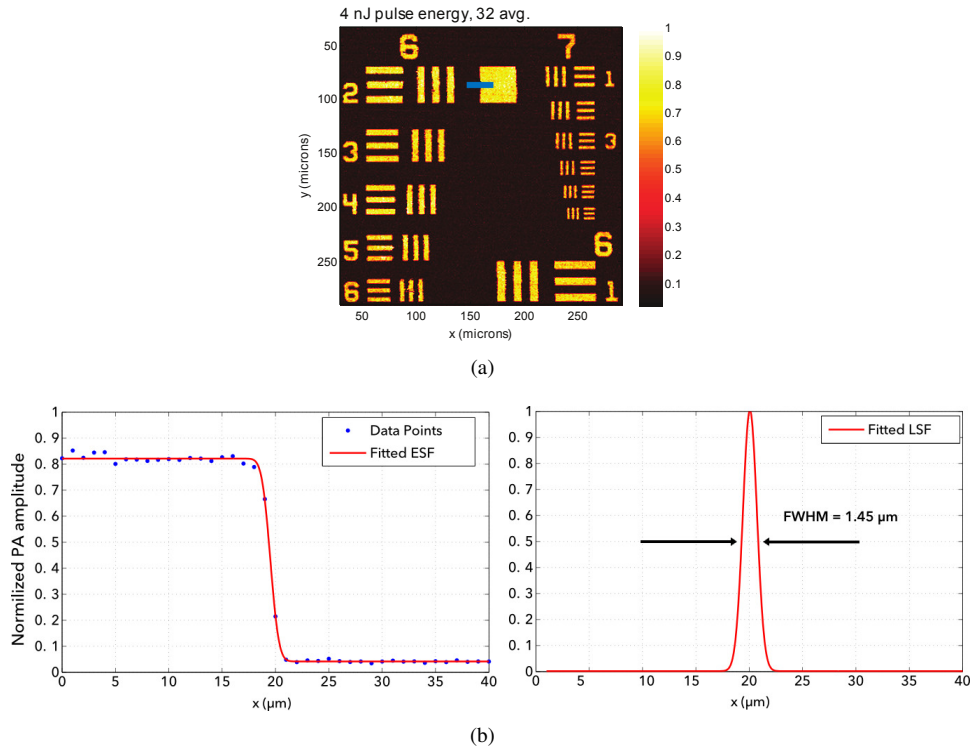 4 nJ pulse energy, 32 avg.
6 7
2 1
3 3
4
5
6
6 1
50
100
150
200
250
y (microns)
50 100 150 200 250
x (microns)
1
0.9
0.8
0.7
0.6
0.5
0.4
0.3
0.2
0.1
(a)
1
0. 9
0. 8
0. 7
0. 6
0. 5
0. 4
0. 3
0. 2
0. 1
0
Normilized PA amplitude
Data Points
Fitted ESF
0 5 10 15 20 25 30 35 40
x (μm)
1
0. 9
0. 8
0. 7
0. 6
0. 5
0. 4
0. 3
0. 2
0. 1
0
Fitted LSF
FWHM = 1.45 μm
0 5 10 15 20 25 30 35 40
x (μm)
(b)